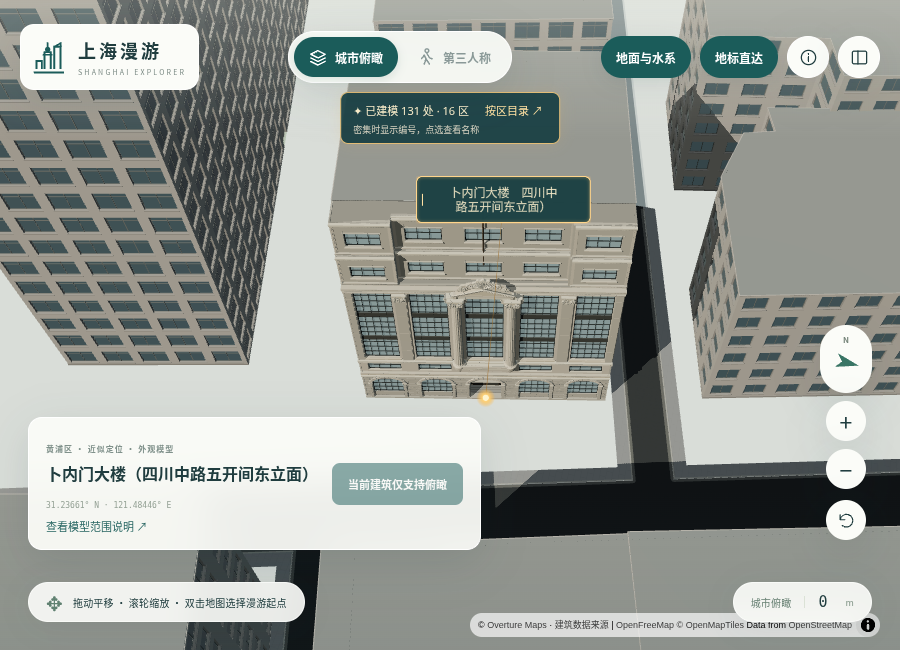 上海漫游
SHANGHAI EXPLORER
城市俯瞰
第三人称
地面与水系
地标直达
✦ 已建模 131 处 · 16 区 按区目录 ↗
密集时显示编号，点选查看名称
卜内门大楼 四川中
路五开间东立面）
N
黄浦区 · 近似定位 · 外观模型
卜内门大楼（四川中路五开间东立面）
当前建筑仅支持俯瞰
31.23661° N · 121.48446° E
查看模型范围说明 ↗
拖动平移 · 滚轮缩放 · 双击地图选择漫游起点
城市俯瞰 0 m
© Overture Maps · 建筑数据来源 | OpenFreeMap © OpenMapTiles Data from OpenStreetMap